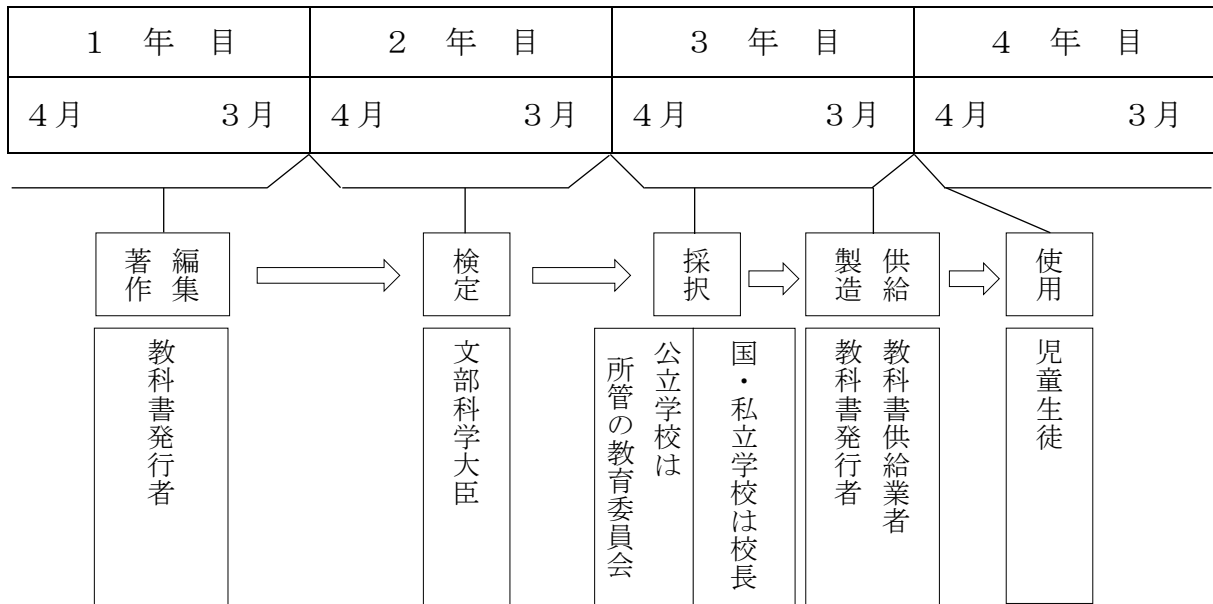 １ 年 目
２ 年 目
３ 年 目
４ 年 目
４月 ３月
４月 ３月
４月 ３月
４月 ３月
編集
著作
検定
採択
供給
製造
使用
教科書発行者
文部科学大臣
国・私立学校は校長
公立学校は
所管の教育委員会
教科書供給業者
教科書発行者
児童生徒